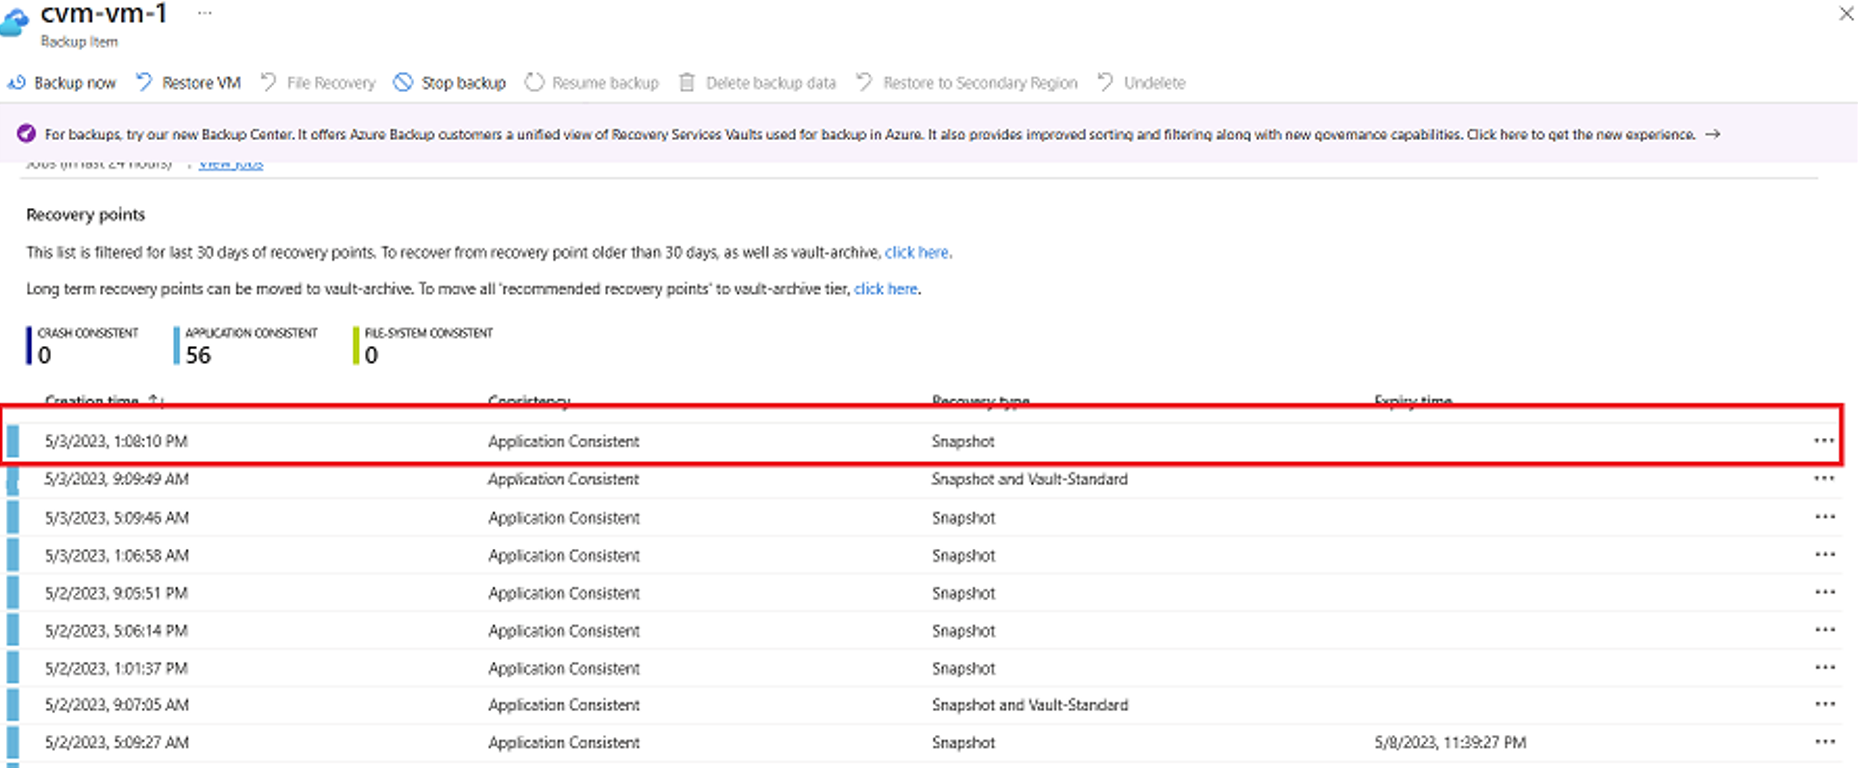 cvm-vm-1 ...
Backup Item
Backup now Restore VM File Recovery Stop backup Resume backup Delete backup data Restore to Secondary Region Undelete
For backups, try our new Backup Center. It offers Azure Backup customers a unified view of Recovery Services Vaults used for backup in Azure. It also provides improved sorting and filtering along with new governance capabilities. Click here to get the new experience. →
Jobs (in last 24 hours) : View jobs
Recovery points
This list is filtered for last 30 days of recovery points. To recover from recovery point older than 30 days, as well as vault-archive, click here.
Long term recovery points can be moved to vault-archive. To move all 'recommended recovery points' to vault-archive tier, click here.
CRASH CONSISTENT APPLICATION CONSISTENT FILE-SYSTEM CONSISTENT
0 56 0
Creation time ↑↓ Consistency Recovery type Expiry time
5/3/2023, 1:08:10 PM Application Consistent Snapshot ...
5/3/2023, 9:09:49 AM Application Consistent Snapshot and Vault-Standard ...
5/3/2023, 5:09:46 AM Application Consistent Snapshot ...
5/3/2023, 1:06:58 AM Application Consistent Snapshot ...
5/2/2023, 9:05:51 PM Application Consistent Snapshot ...
5/2/2023, 5:06:14 PM Application Consistent Snapshot ...
5/2/2023, 1:01:37 PM Application Consistent Snapshot ...
5/2/2023, 9:07:05 AM Application Consistent Snapshot and Vault-Standard ...
5/2/2023, 5:09:27 AM Application Consistent Snapshot 5/8/2023, 11:39:27 PM ...